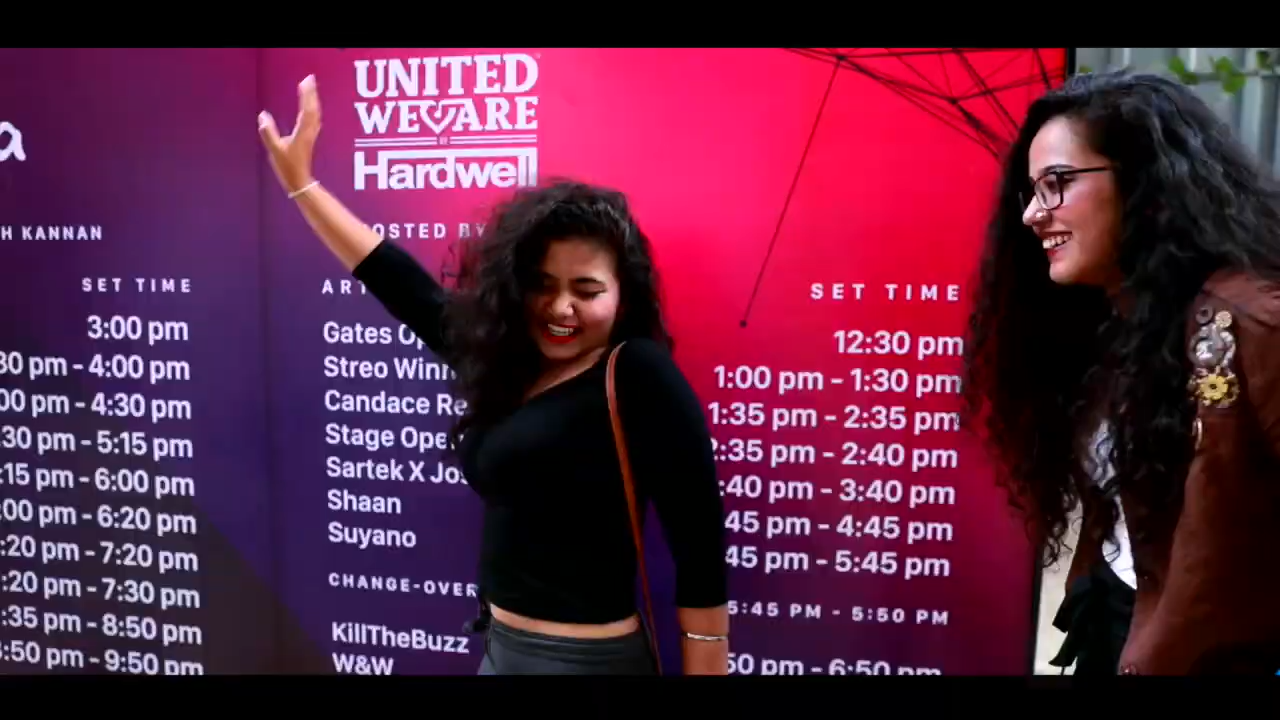 a
H KANNAN
SET TIME
3:00 pm
30 pm - 4:00 pm
00 pm - 4:30 pm
:30 pm - 5:15 pm
:15 pm - 6:00 pm
:00 pm - 6:20 pm
:20 pm - 7:20 pm
:20 pm - 7:30 pm
:35 pm - 8:50 pm
:50 pm - 9:50 pm
UNITED
WE ARE
BY
Hardwell
OSTED BY
ART
Gates Op
Streo Winn
Candace Re
Stage Ope
Sartek X Jos
Shaan
Suyano
CHANGE-OVER
KillTheBuzz
W&W
SET TIME
12:30 pm
1:00 pm - 1:30 pm
1:35 pm - 2:35 pm
2:35 pm - 2:40 pm
:40 pm - 3:40 pm
45 pm - 4:45 pm
45 pm - 5:45 pm
5:45 PM - 5:50 PM
50 pm - 6:50 pm